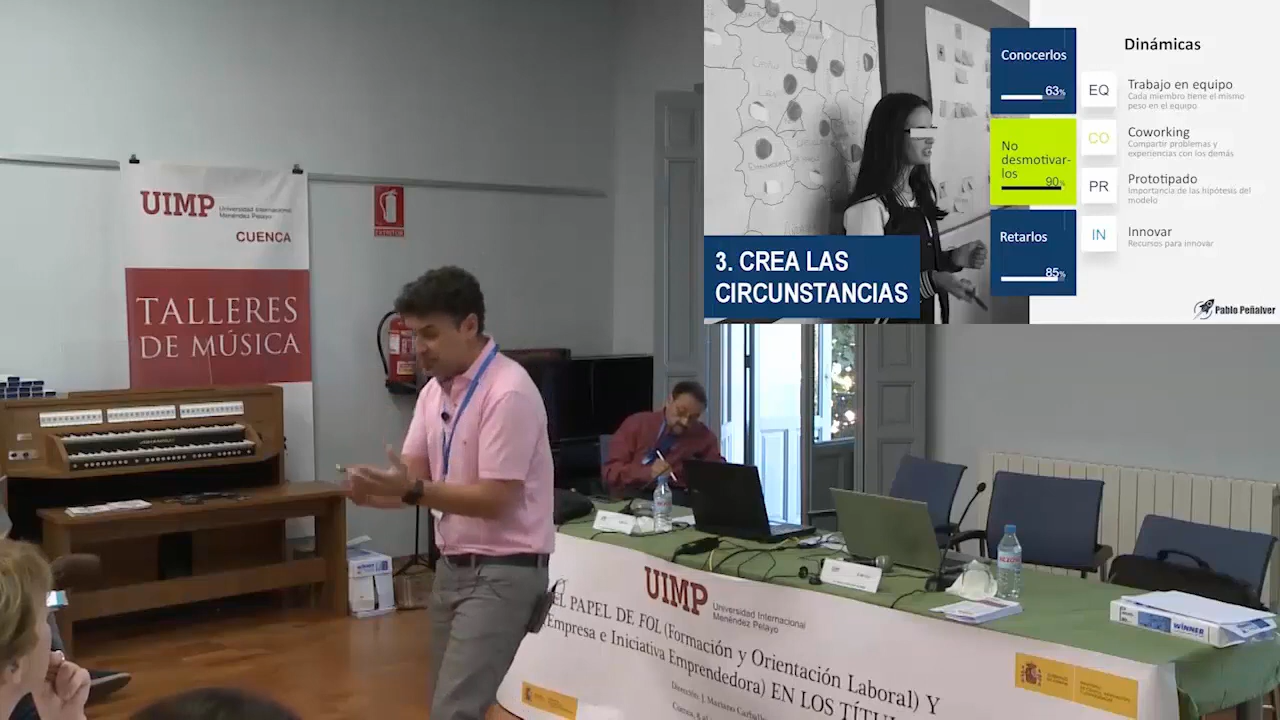 UIMP
Universidad Internacional
Menéndez Pelayo
CUENCA
TALLERES
DE MÚSICA
EXTINTOR
3. CREA LAS
CIRCUNSTANCIAS
Conocerlos
63%
No
desmotivar-
los
90%
Retarlos
85%
Dinámicas
EQ
Trabajo en equipo
Cada miembro tiene el mismo
peso en el equipo
CO
Coworking
Compartir problemas y
experiencias con los demás
PR
Prototipado
Importancia de las hipótesis del
modelo
IN
Innovar
Recursos para innovar
Pablo Peñalver
UIMP
Universidad Internacional
Menéndez Pelayo
EL PAPEL DE FOL (Formación y Orientación Laboral) Y
(Empresa e Iniciativa Emprendedora) EN LOS
Dirección: J. Mariano
WINNER
WINNER